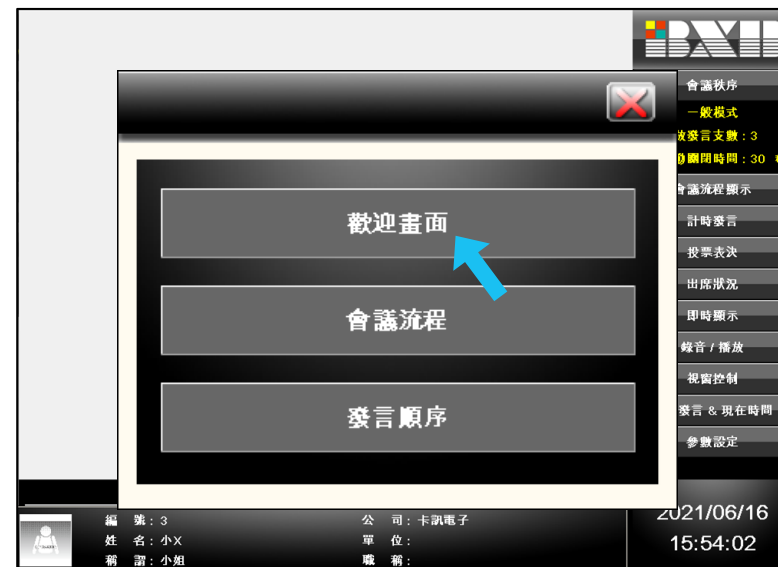 BXB
會議秩序
一般模式
發言支數：3
關閉時間：30
會議流程顯示
計時發言
投票表決
出席狀況
即時顯示
錄音 / 播放
視窗控制
發言 & 現在時間
參數設定
歡迎畫面
會議流程
發言順序
編 號：3
姓 名：小X
稱 謂：小姐
公 司：卡訊電子
單 位：
職 稱：
2021/06/16
15:54:02